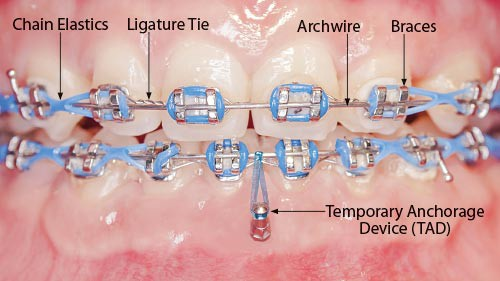 Chain Elastics
Ligature Tie
Archwire
Braces
Temporary Anchorage
Device (TAD)